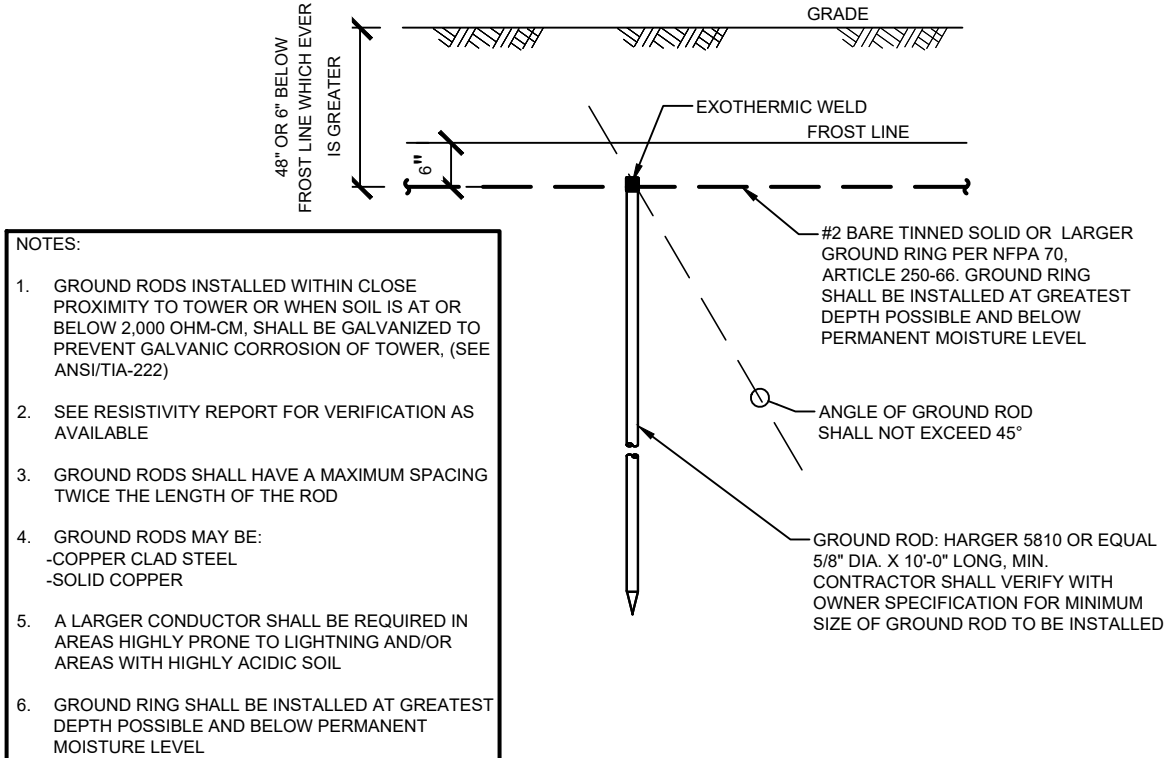 GRADE
48" OR 6" BELOW
FROST LINE WHICH EVER
IS GREATER
EXOTHERMIC WELD
FROST LINE
6"
#2 BARE TINNED SOLID OR LARGER
GROUND RING PER NFPA 70,
ARTICLE 250-66. GROUND RING
SHALL BE INSTALLED AT GREATEST
DEPTH POSSIBLE AND BELOW
PERMANENT MOISTURE LEVEL
ANGLE OF GROUND ROD
SHALL NOT EXCEED 45°
GROUND ROD: HARGER 5810 OR EQUAL
5/8" DIA. X 10'-0" LONG, MIN.
CONTRACTOR SHALL VERIFY WITH
OWNER SPECIFICATION FOR MINIMUM
SIZE OF GROUND ROD TO BE INSTALLED
NOTES:
1. GROUND RODS INSTALLED WITHIN CLOSE
PROXIMITY TO TOWER OR WHEN SOIL IS AT OR
BELOW 2,000 OHM-CM, SHALL BE GALVANIZED TO
PREVENT GALVANIC CORROSION OF TOWER, (SEE
ANSI/TIA-222)
2. SEE RESISTIVITY REPORT FOR VERIFICATION AS
AVAILABLE
3. GROUND RODS SHALL HAVE A MAXIMUM SPACING
TWICE THE LENGTH OF THE ROD
4. GROUND RODS MAY BE:
-COPPER CLAD STEEL
-SOLID COPPER
5. A LARGER CONDUCTOR SHALL BE REQUIRED IN
AREAS HIGHLY PRONE TO LIGHTNING AND/OR
AREAS WITH HIGHLY ACIDIC SOIL
6. GROUND RING SHALL BE INSTALLED AT GREATEST
DEPTH POSSIBLE AND BELOW PERMANENT
MOISTURE LEVEL